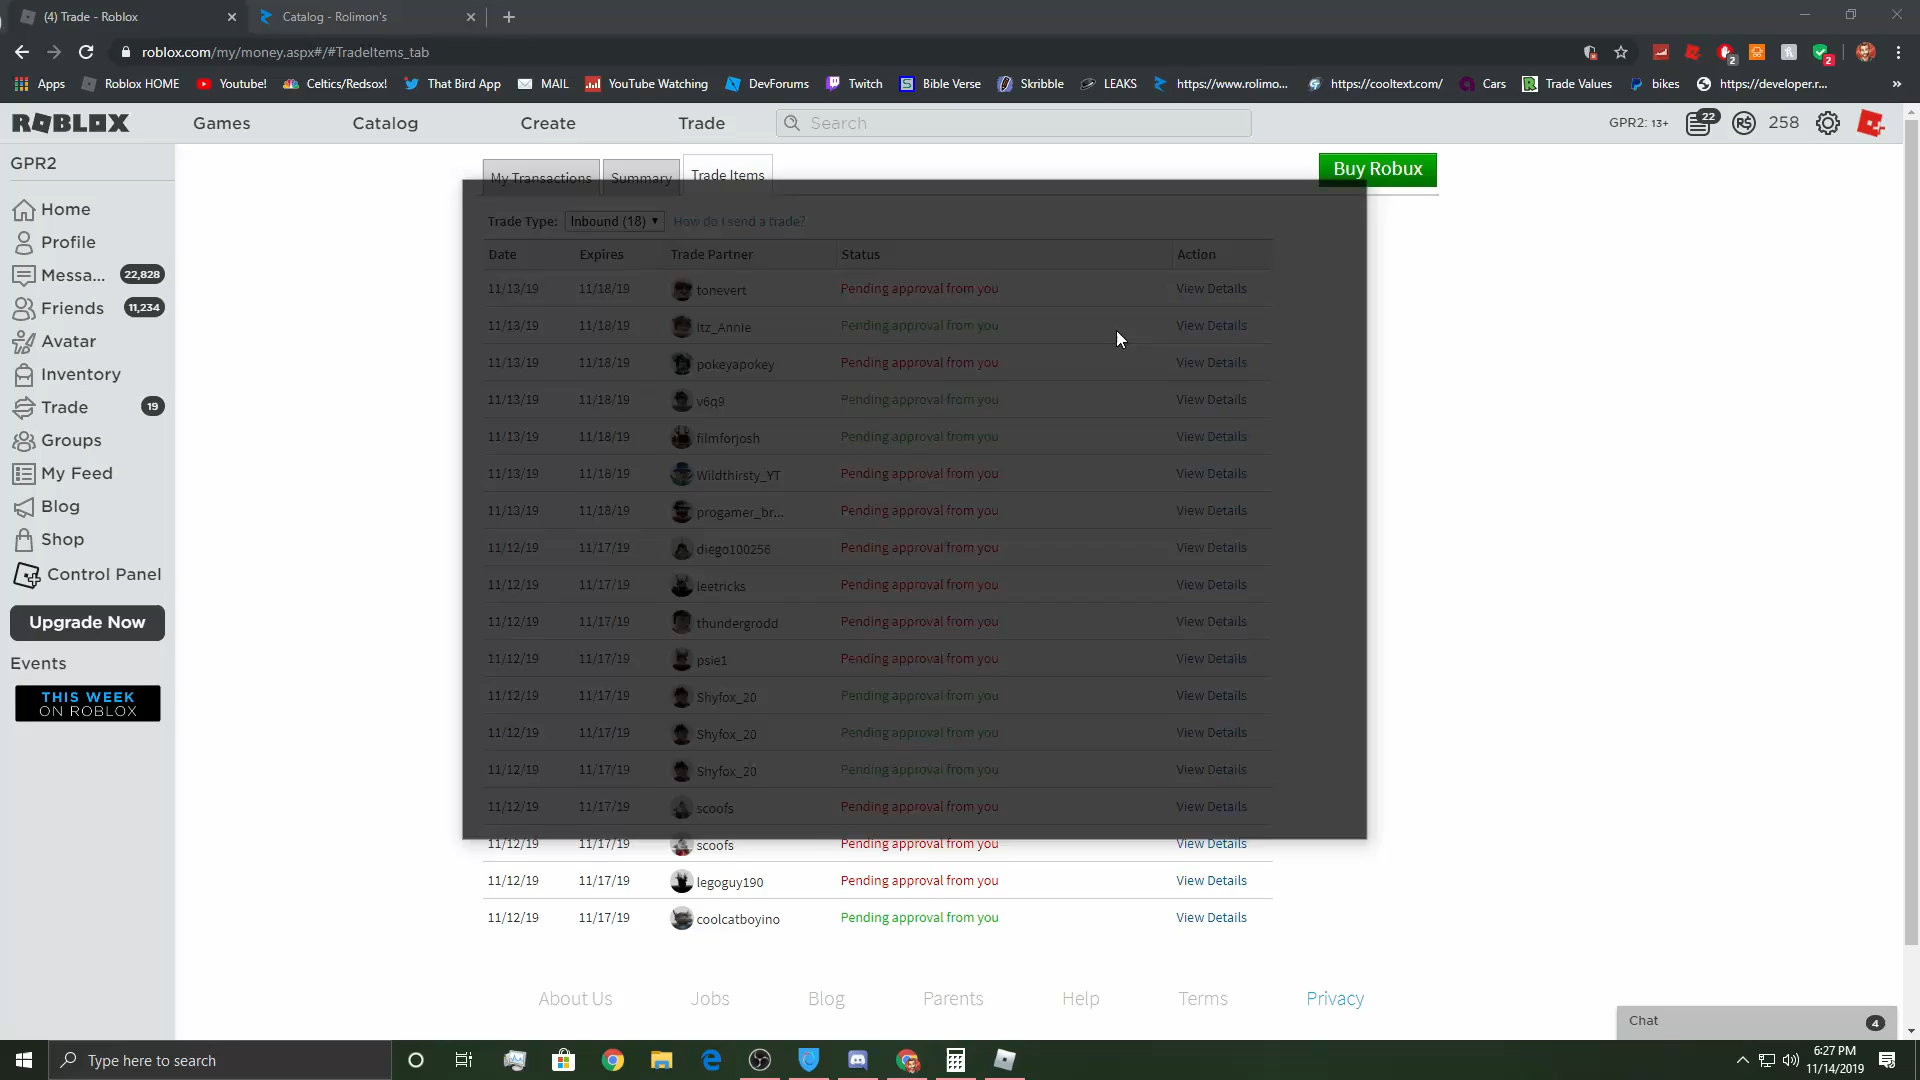 (4) Trade - Roblox
Catalog - Rolimon's
roblox.com/my/money.aspx#/#TradeItems_tab
Apps Roblox HOME Youtube! Celtics/Redsox! That Bird App MAIL YouTube Watching DevForums Twitch Bible Verse Skribble LEAKS https://www.rolimo... https://cooltext.com/ Cars Trade Values bikes https://developer.r... »
ROBLOX Games Catalog Create Trade Search GPR2: 13+ 22 258
GPR2
Home
Profile
Messa... 22,828
Friends 11,234
Avatar
Inventory
Trade 19
Groups
My Feed
Blog
Shop
Control Panel
Upgrade Now
Events
THIS WEEK
ON ROBLOX
My Transactions Summary Trade Items
Buy Robux
Trade Type: Inbound (18) How do I send a trade?
Date Expires Trade Partner Status Action
11/13/19 11/18/19 tonevert Pending approval from you View Details
11/13/19 11/18/19 Itz_Annie Pending approval from you View Details
11/13/19 11/18/19 pokeyapokey Pending approval from you View Details
11/13/19 11/18/19 v6q9 Pending approval from you View Details
11/13/19 11/18/19 filmforjosh Pending approval from you View Details
11/13/19 11/18/19 Wildthirsty_YT Pending approval from you View Details
11/13/19 11/18/19 progamer_br... Pending approval from you View Details
11/12/19 11/17/19 diego100256 Pending approval from you View Details
11/12/19 11/17/19 leetricks Pending approval from you View Details
11/12/19 11/17/19 thundergrodd Pending approval from you View Details
11/12/19 11/17/19 psie1 Pending approval from you View Details
11/12/19 11/17/19 Shyfox_20 Pending approval from you View Details
11/12/19 11/17/19 Shyfox_20 Pending approval from you View Details
11/12/19 11/17/19 Shyfox_20 Pending approval from you View Details
11/12/19 11/17/19 scoofs Pending approval from you View Details
11/12/19 11/17/19 scoofs Pending approval from you View Details
11/12/19 11/17/19 legoguy190 Pending approval from you View Details
11/12/19 11/17/19 coolcatboyino Pending approval from you View Details
About Us Jobs Blog Parents Help Terms Privacy
Chat 4
Type here to search
6:27 PM
11/14/2019